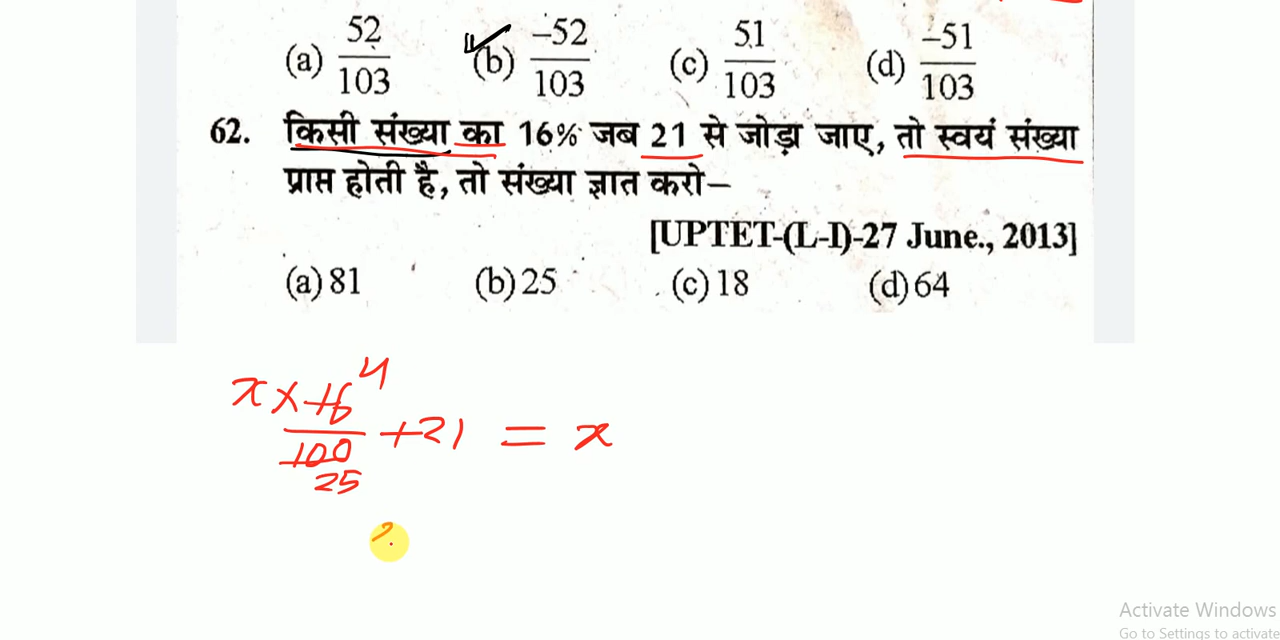 (a) 52/103 (b) -52/103 (c) 51/103 (d) -51/103
62. किसी संख्या का 16% जब 21 से जोड़ा जाए, तो स्वयं संख्या
प्राप्त होती है, तो संख्या ज्ञात करो–
[UPTET-(L-I)-27 June., 2013]
(a) 81 (b) 25 (c) 18 (d) 64
4
x × 16/100 + 21 = x
25
Activate Windows
Go to Settings to activate